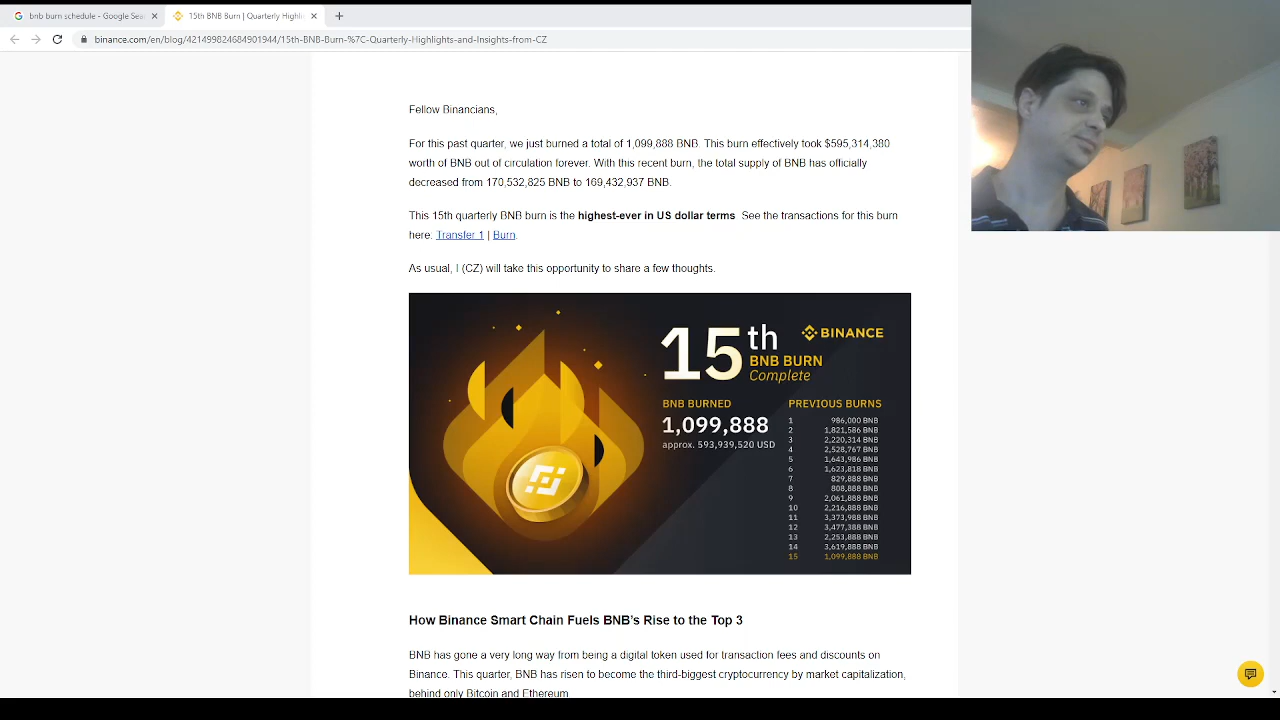 bnb burn schedule - Google Sea
15th BNB Burn | Quarterly Highli
binance.com/en/blog/421499824684901944/15th-BNB-Burn-%7C-Quarterly-Highlights-and-Insights-from-CZ
Fellow Binancians,
For this past quarter, we just burned a total of 1,099,888 BNB. This burn effectively took $595,314,380
worth of BNB out of circulation forever. With this recent burn, the total supply of BNB has officially
decreased from 170,532,825 BNB to 169,432,937 BNB.
This 15th quarterly BNB burn is the highest-ever in US dollar terms. See the transactions for this burn
here: Transfer 1 | Burn.
As usual, I (CZ) will take this opportunity to share a few thoughts.
15th
BNB BURN
Complete
BINANCE
BNB BURNED
1,099,888
approx. 593,939,520 USD
PREVIOUS BURNS
1 986,000 BNB
2 1,821,586 BNB
3 2,220,314 BNB
4 2,528,767 BNB
5 1,643,986 BNB
6 1,623,818 BNB
7 829,888 BNB
8 808,888 BNB
9 2,061,888 BNB
10 2,216,888 BNB
11 3,373,988 BNB
12 3,477,388 BNB
13 2,253,888 BNB
14 3,619,888 BNB
15 1,099,888 BNB
How Binance Smart Chain Fuels BNB's Rise to the Top 3
BNB has gone a very long way from being a digital token used for transaction fees and discounts on
Binance. This quarter, BNB has risen to become the third-biggest cryptocurrency by market capitalization,
behind only Bitcoin and Ethereum